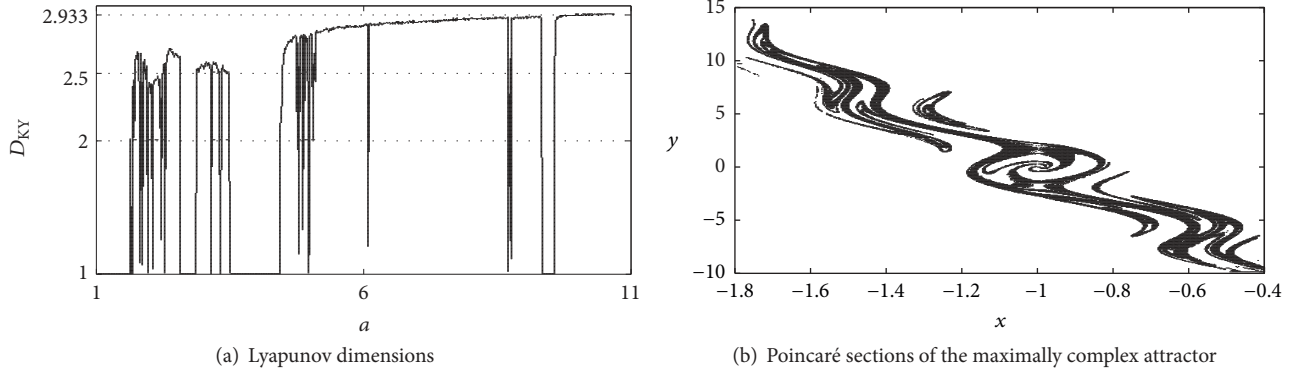 2.933
2.5
2
1
D_KY
1 6 11
a
(a) Lyapunov dimensions
15
10
5
0
−5
−10
y
−1.8 −1.6 −1.4 −1.2 −1 −0.8 −0.6 −0.4
x
(b) Poincaré sections of the maximally complex attractor